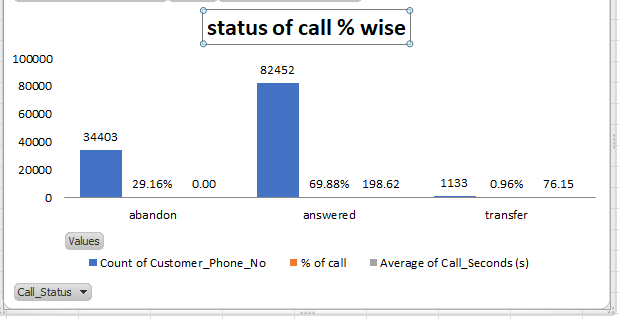 status of call % wise
100000
80000
60000
40000
20000
0
34403
29.16%
0.00
82452
69.88%
198.62
1133
0.96%
76.15
abandon
answered
transfer
Values
Count of Customer_Phone_No
% of call
Average of Call_Seconds (s)
Call_Status